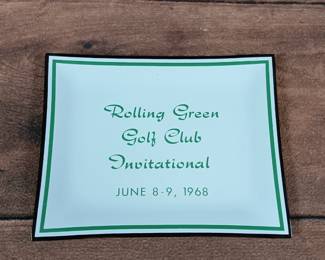 Rolling Green
Golf Club
Invitational
JUNE 8-9, 1968